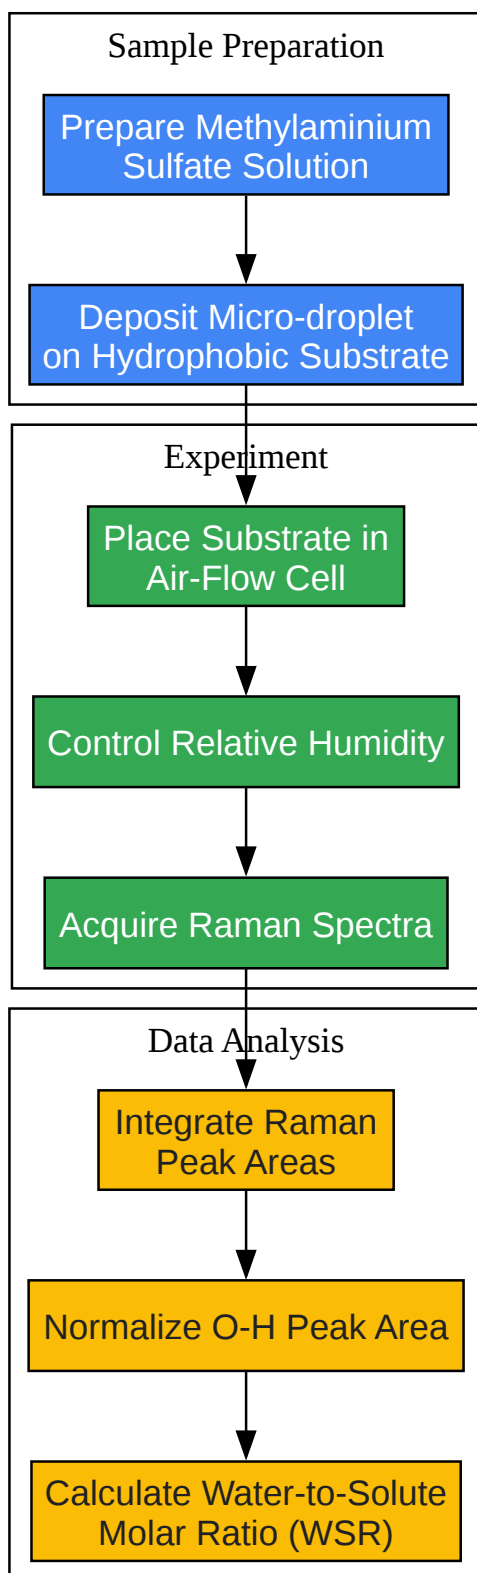 Sample Preparation
Prepare Methylaminium
Sulfate Solution
Deposit Micro-droplet
on Hydrophobic Substrate
Experiment
Place Substrate in
Air-Flow Cell
Control Relative Humidity
Acquire Raman Spectra
Data Analysis
Integrate Raman
Peak Areas
Normalize O-H Peak Area
Calculate Water-to-Solute
Molar Ratio (WSR)